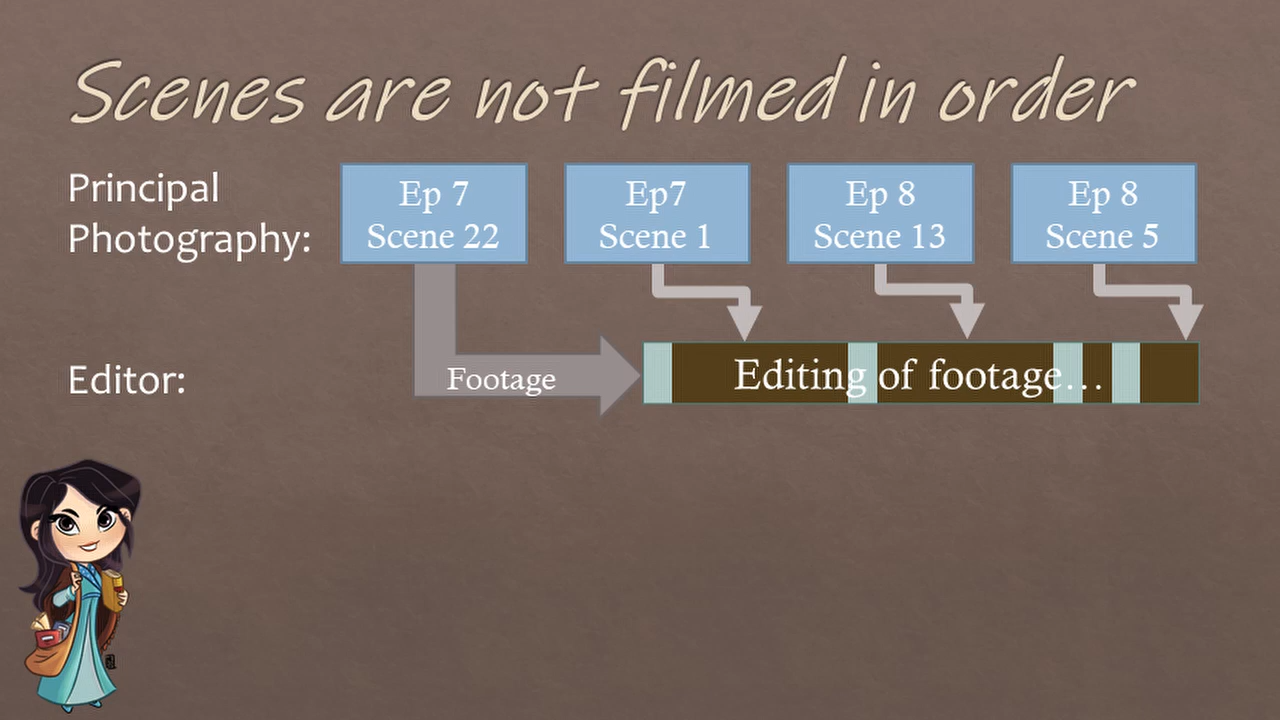 Scenes are not filmed in order
Principal
Photography:
Ep 7
Scene 22
Ep7
Scene 1
Ep 8
Scene 13
Ep 8
Scene 5
Editor:
Footage
Editing of footage…